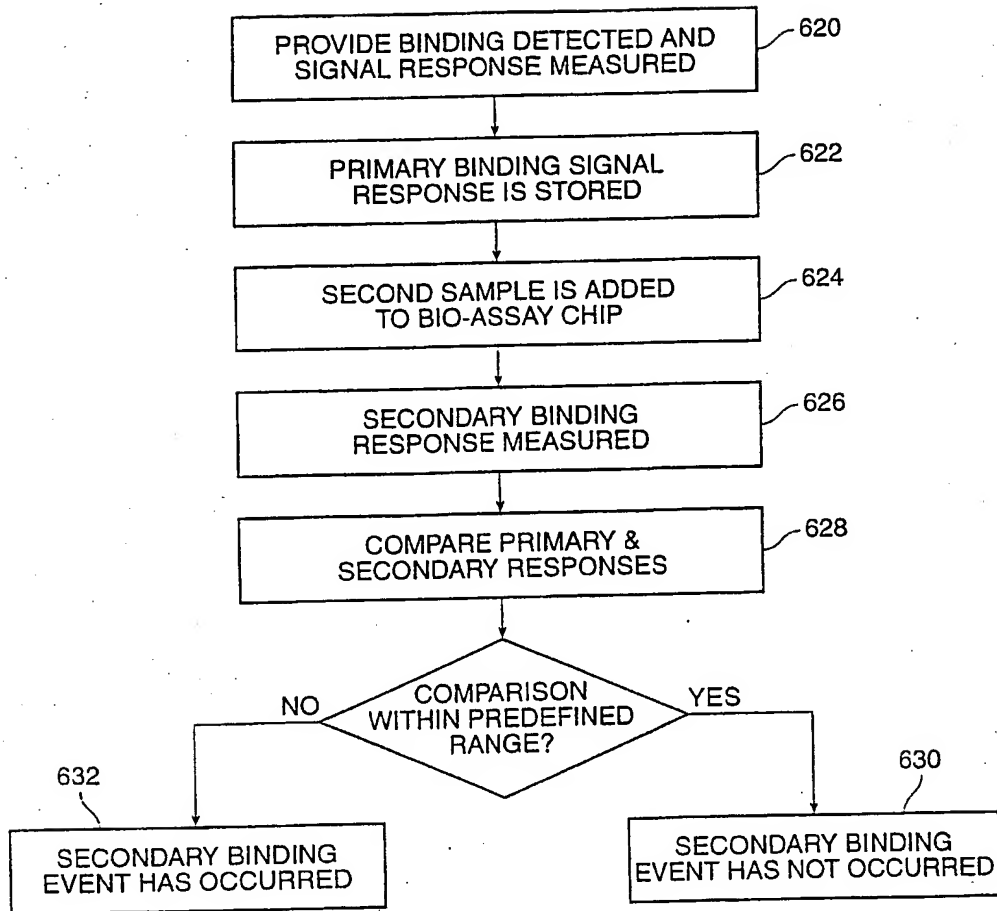 PROVIDE BINDING DETECTED AND
SIGNAL RESPONSE MEASURED
620
PRIMARY BINDING SIGNAL
RESPONSE IS STORED
622
SECOND SAMPLE IS ADDED
TO BIO-ASSAY CHIP
624
SECONDARY BINDING
RESPONSE MEASURED
626
COMPARE PRIMARY &
SECONDARY RESPONSES
628
COMPARISON
WITHIN PREDEFINED
RANGE?
NO
YES
632
SECONDARY BINDING
EVENT HAS OCCURRED
630
SECONDARY BINDING
EVENT HAS NOT OCCURRED